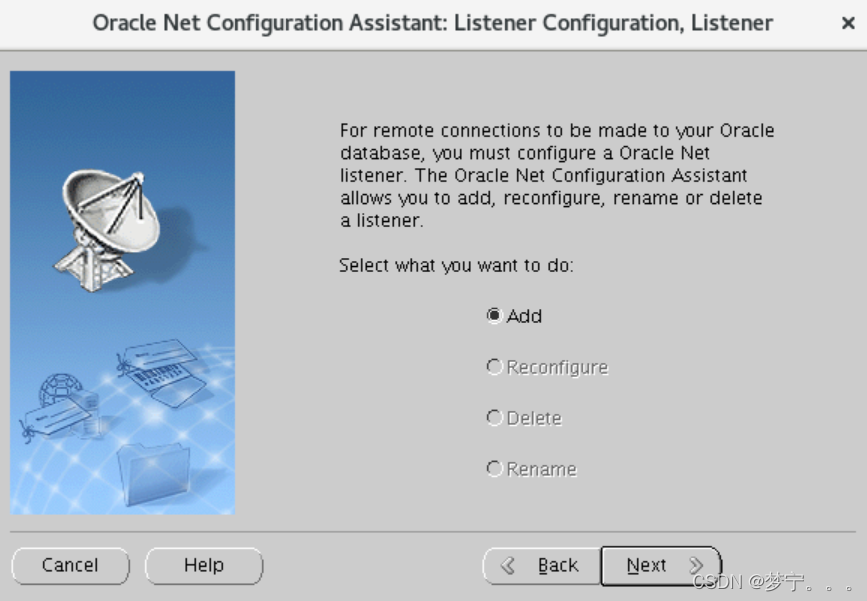 Oracle Net Configuration Assistant: Listener Configuration, Listener
×
For remote connections to be made to your Oracle
database, you must configure a Oracle Net
listener. The Oracle Net Configuration Assistant
allows you to add, reconfigure, rename or delete
a listener.
Select what you want to do:
Add
Reconfigure
Delete
Rename
Cancel
Help
Back
Next
CSDN @梦宁。。。